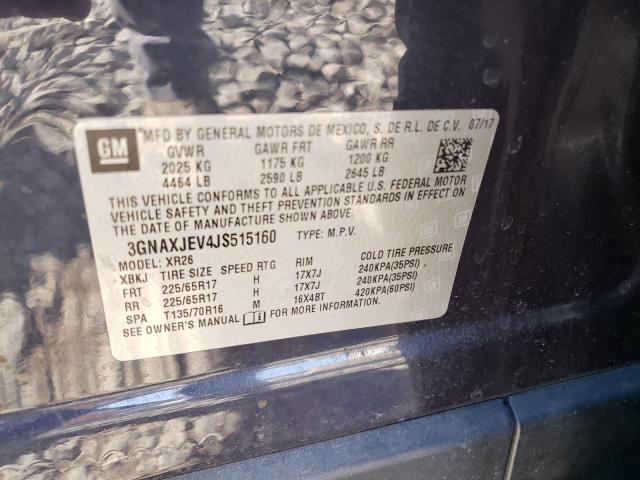 GM MFD BY GENERAL MOTORS DE MEXICO, S. DE R.L. DE C.V. 07/17
GVWR GAWR FRT GAWR RR
2025 KG 1175 KG 1200 KG
4464 LB 2590 LB 2645 LB
THIS VEHICLE CONFORMS TO ALL APPLICABLE U.S. FEDERAL MOTOR
VEHICLE SAFETY AND THEFT PREVENTION STANDARDS IN EFFECT ON
THE DATE OF MANUFACTURE SHOWN ABOVE.
3GNAXJEV4JS515160 TYPE: M.P.V.
MODEL: XR26
XBKJ TIRE SIZE SPEED RTG RIM COLD TIRE PRESSURE
FRT 225/65R17 H 17X7J 240KPA(35PSI)
RR 225/65R17 H 17X7J 240KPA(35PSI)
SPA T135/70R16 M 16X4BT 420KPA(60PSI)
SEE OWNER'S MANUAL FOR MORE INFORMATION